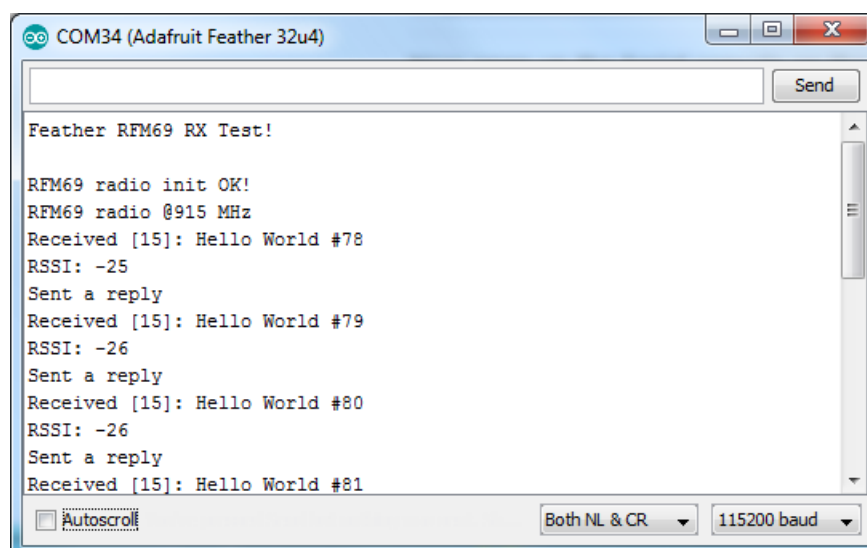 COM34 (Adafruit Feather 32u4)
Send
Feather RFM69 RX Test!
RFM69 radio init OK!
RFM69 radio @915 MHz
Received [15]: Hello World #78
RSSI: -25
Sent a reply
Received [15]: Hello World #79
RSSI: -26
Sent a reply
Received [15]: Hello World #80
RSSI: -26
Sent a reply
Received [15]: Hello World #81
Autoscroll
Both NL & CR
115200 baud